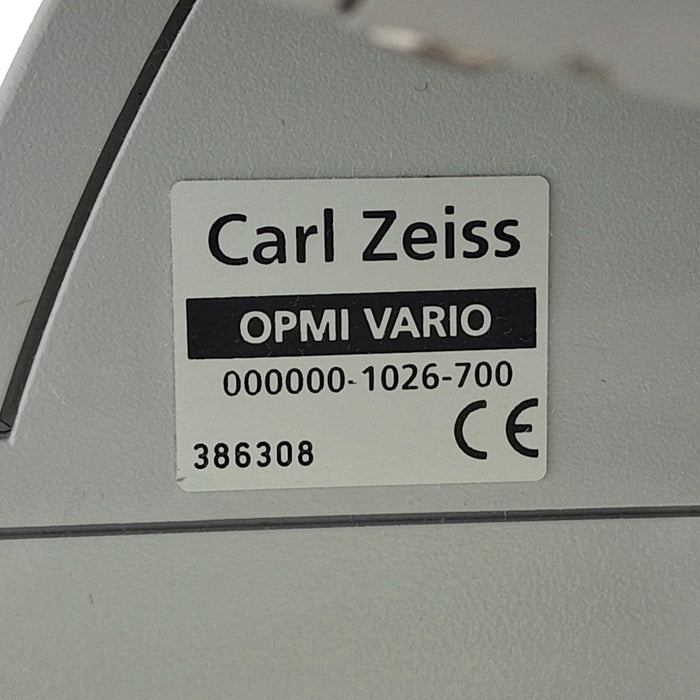 Carl Zeiss
OPMI VARIO
000000-1026-700
CE
386308